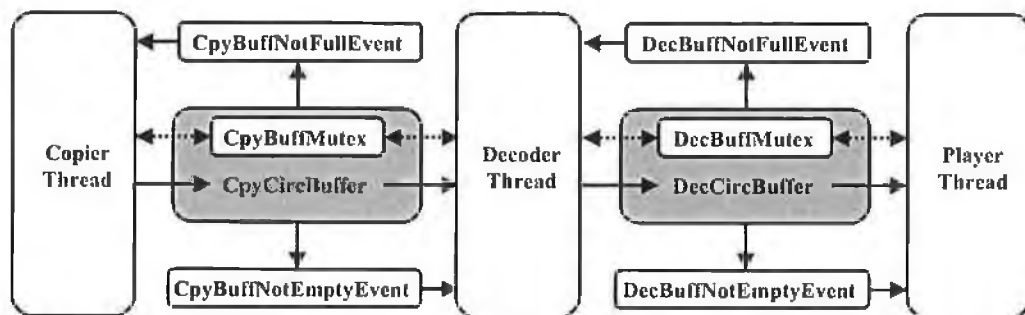 CpyBuffNotFullEvent
DecBuffNotFullEvent
Copier
Thread
CpyBuffMutex
CpyCircBuffer
Decoder
Thread
DecBuffMutex
DecCircBuffer
Player
Thread
CpyBuffNotEmptyEvent
DecBuffNotEmptyEvent